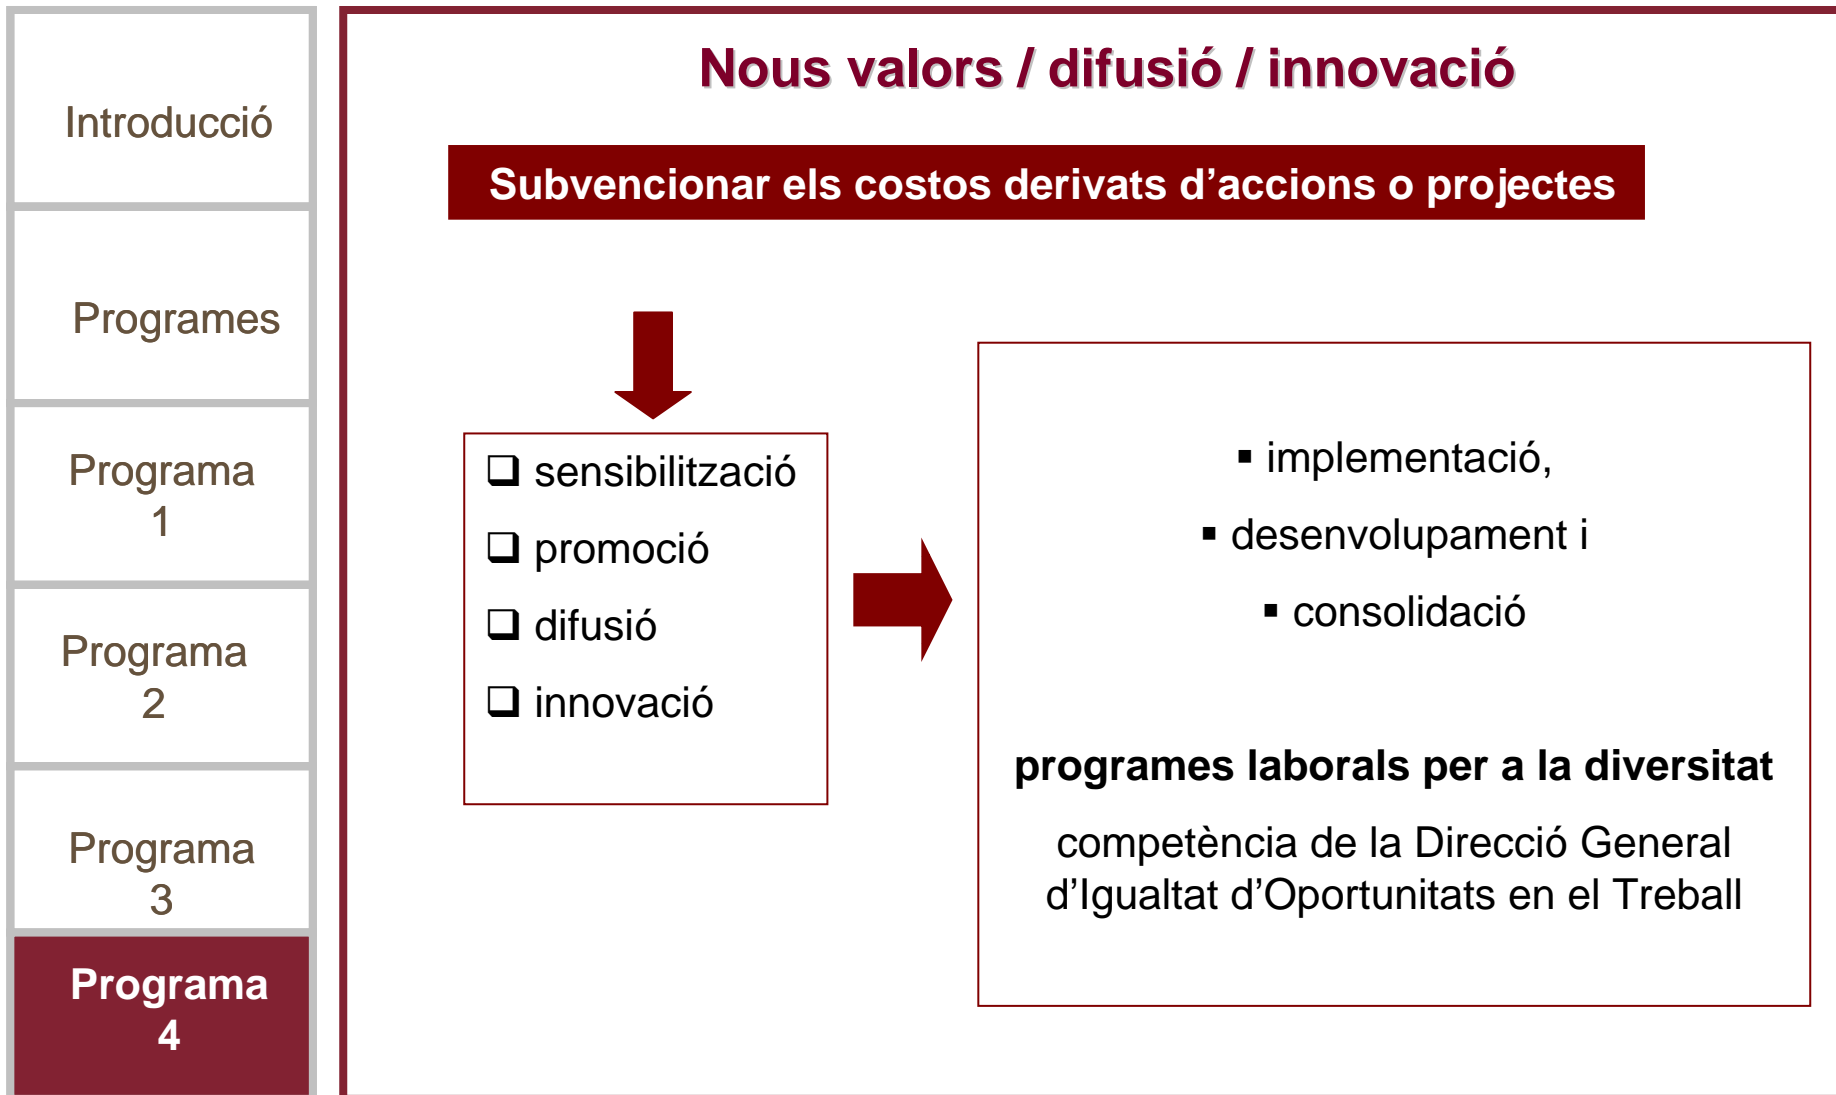 Introducció
Programes
Programa
1
Programa
2
Programa
3
Programa
4
Nous valors / difusió / innovació
Subvencionar els costos derivats d’accions o projectes
❑ sensibilització
❑ promoció
❑ difusió
❑ innovació
▪ implementació,
▪ desenvolupament i
▪ consolidació
programes laborals per a la diversitat
competència de la Direcció General
d’Igualtat d’Oportunitats en el Treball